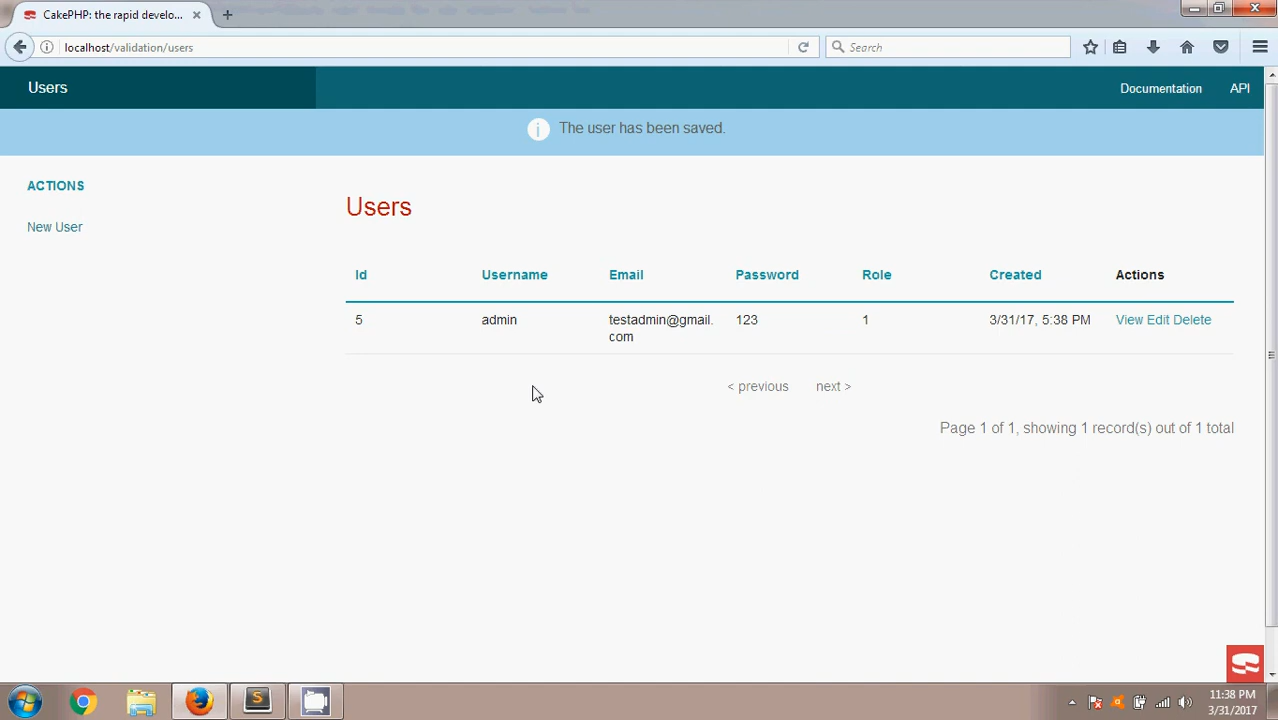 CakePHP: the rapid develo...
localhost/validation/users
Search
Users
Documentation
API
The user has been saved.
ACTIONS
New User
Users
Id Username Email Password Role Created Actions
5 admin testadmin@gmail. 123 1 3/31/17, 5:38 PM View Edit Delete
com
< previous next >
Page 1 of 1, showing 1 record(s) out of 1 total
11:38 PM
3/31/2017